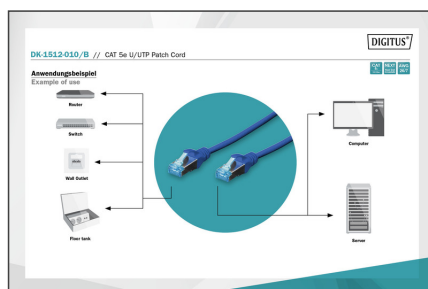 DIGITUS®
DK-1512-010/B // CAT 5e U/UTP Patch Cord
Anwendungsbeispiel
Example of use
Router
Switch
Wall Outlet
Floor tank
Computer
Server